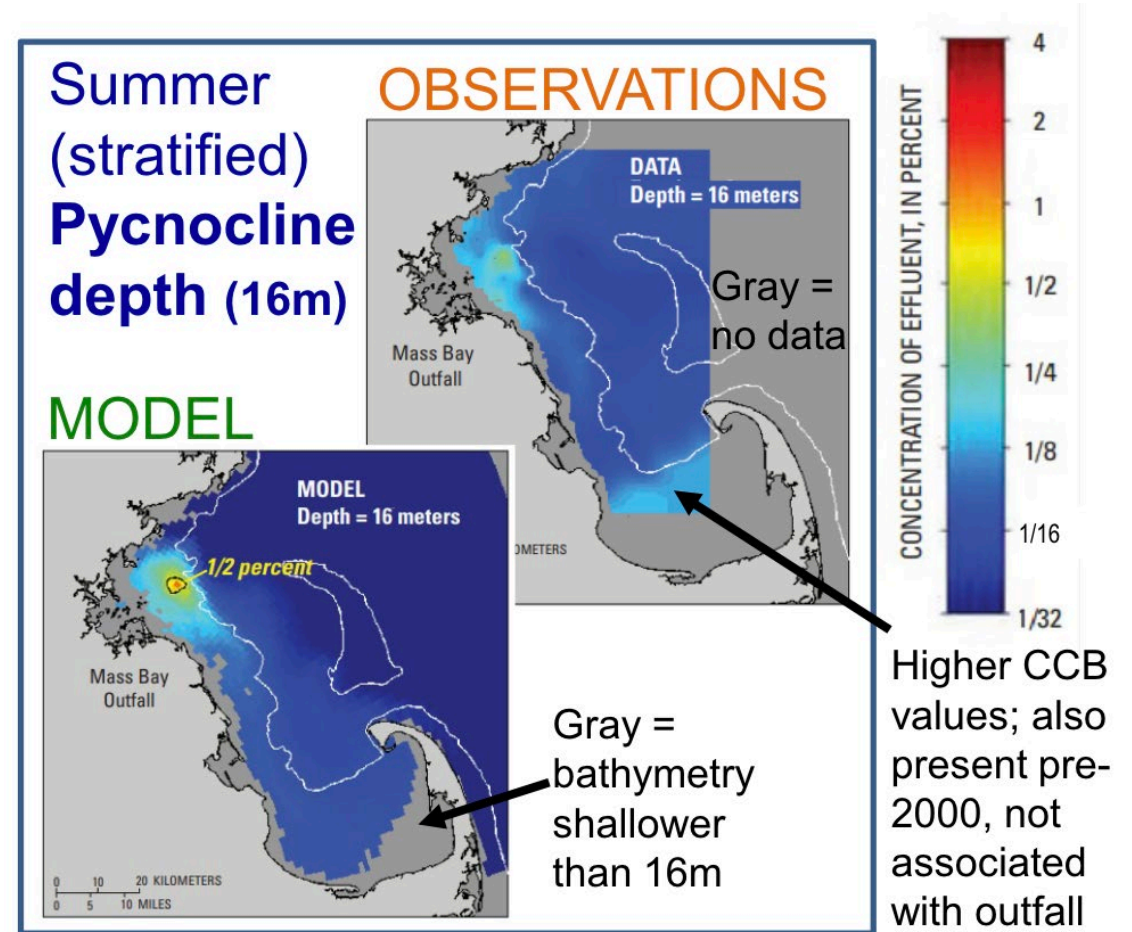 Summer
(stratified)
Pycnocline
depth (16m)
OBSERVATIONS
DATA
Depth = 16 meters
Gray =
no data
Mass Bay
Outfall
MODEL
MODEL
Depth = 16 meters
1/2 percent
Mass Bay
Outfall
0 10 20 KILOMETERS
0 5 10 MILES
Gray =
bathymetry
shallower
than 16m
CONCENTRATION OF EFFLUENT, IN PERCENT
4
2
1
1/2
1/4
1/8
1/16
1/32
Higher CCB
values; also
present pre-
2000, not
associated
with outfall